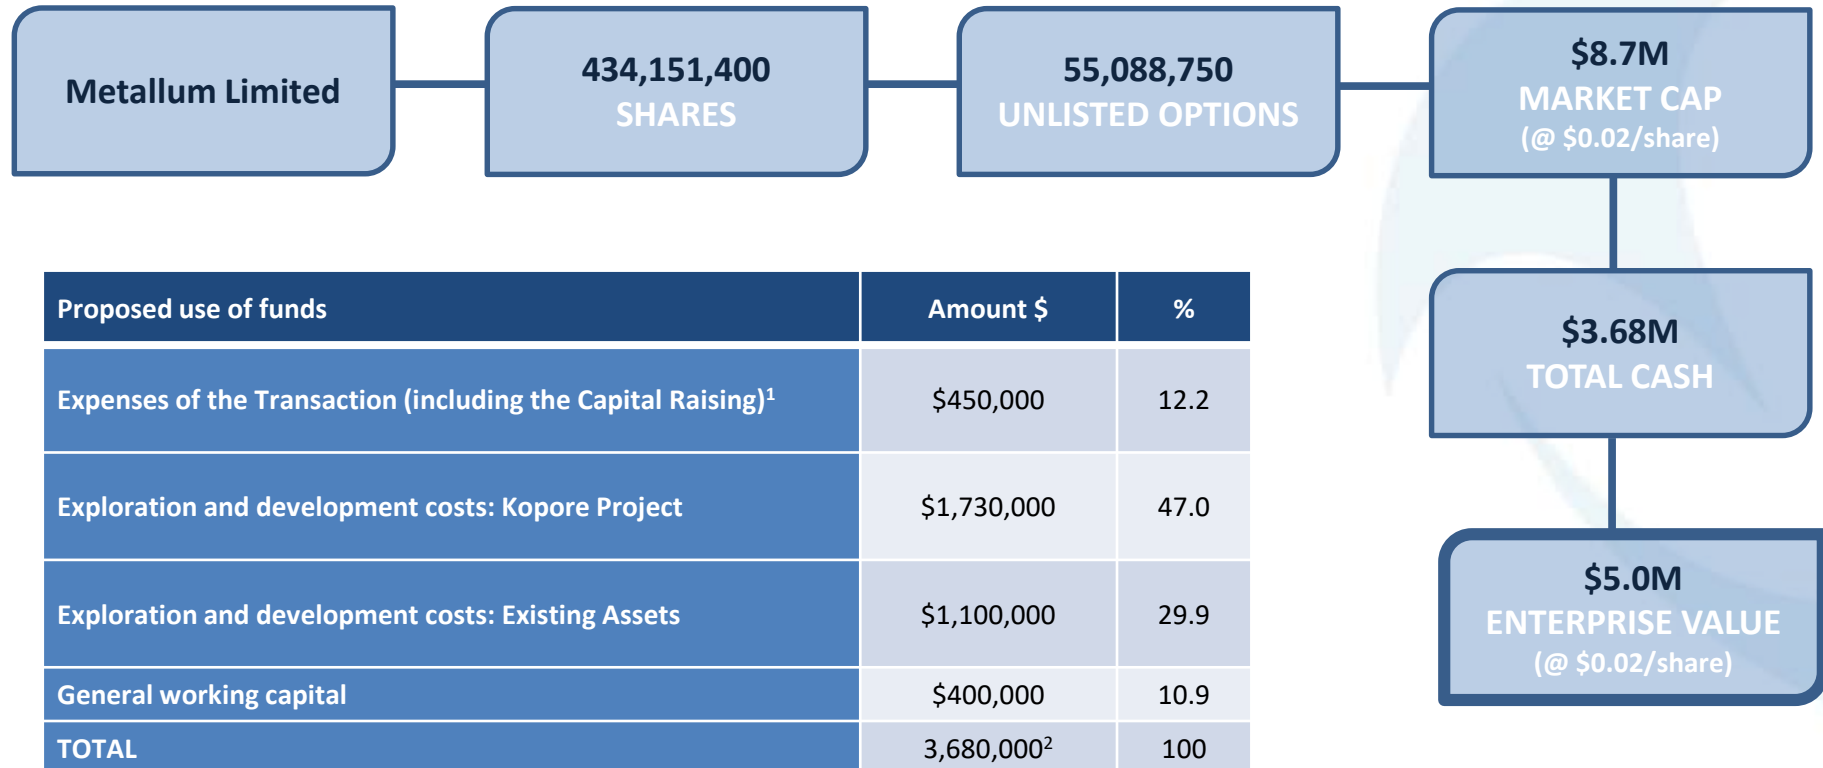 Metallum Limited
434,151,400
SHARES
55,088,750
UNLISTED OPTIONS
$8.7M
MARKET CAP
(@ $0.02/share)
$3.68M
TOTAL CASH
$5.0M
ENTERPRISE VALUE
(@ $0.02/share)
Proposed use of funds Amount $ %
Expenses of the Transaction (including the Capital Raising)¹ $450,000 12.2
Exploration and development costs: Kopore Project $1,730,000 47.0
Exploration and development costs: Existing Assets $1,100,000 29.9
General working capital $400,000 10.9
TOTAL 3,680,000² 100